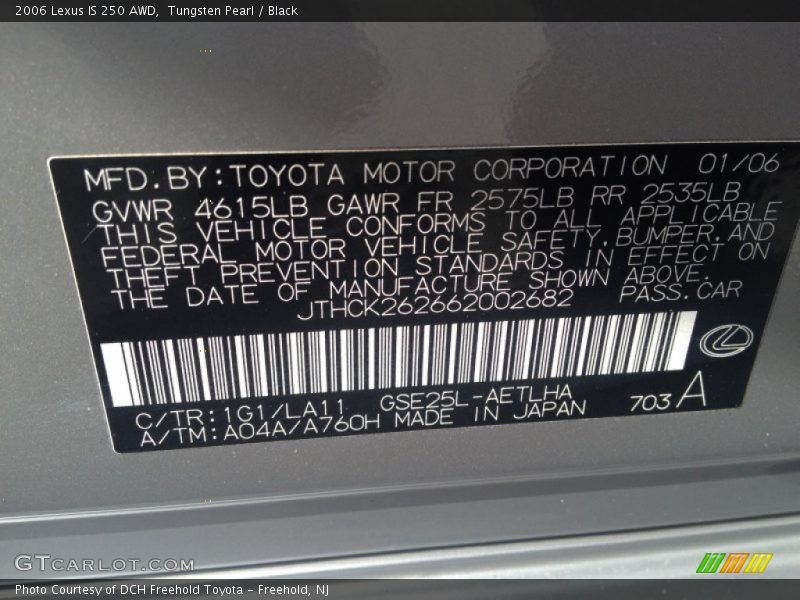 2006 Lexus IS 250 AWD, Tungsten Pearl / Black
MFD.BY:TOYOTA MOTOR CORPORATION 01/06
GVWR 4615LB GAWR FR 2575LB RR 2535LB
THIS VEHICLE CONFORMS TO ALL APPLICABLE
FEDERAL MOTOR VEHICLE SAFETY,BUMPER,AND
THEFT PREVENTION STANDARDS IN EFFECT ON
THE DATE OF MANUFACTURE SHOWN ABOVE.
JTHCK262662002682 PASS.CAR
C/TR:1G1/LA11 GSE25L-AETLHA
A/TM:A04A/A760H MADE IN JAPAN 703 A
GTCARLOT.COM
Photo Courtesy of DCH Freehold Toyota - Freehold, NJ